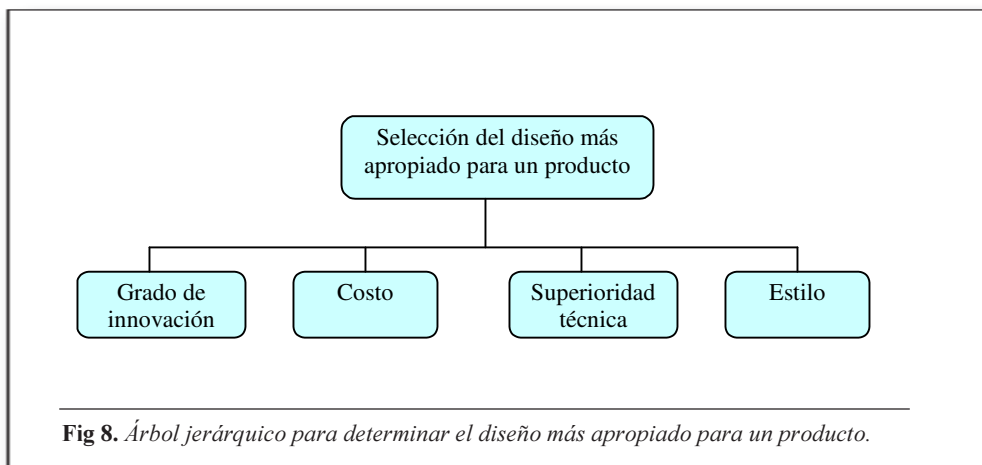 Selección del diseño más
apropiado para un producto
Grado de
innovación
Costo
Superioridad
técnica
Estilo
Fig 8. Árbol jerárquico para determinar el diseño más apropiado para un producto.